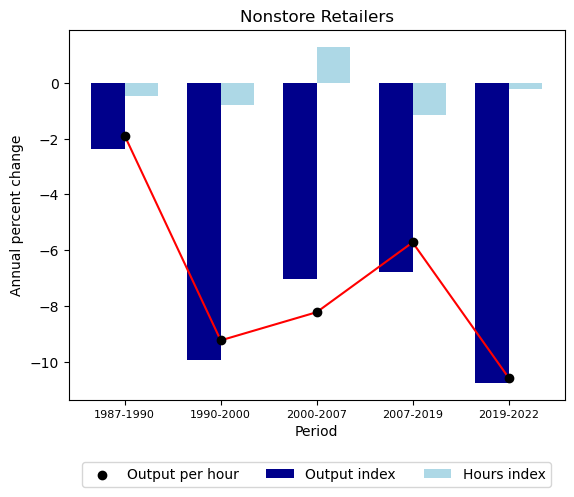 Nonstore Retailers
Annual percent change
0
−2
−4
−6
−8
−10
1987-1990 1990-2000 2000-2007 2007-2019 2019-2022
Period
Output per hour Output index Hours index